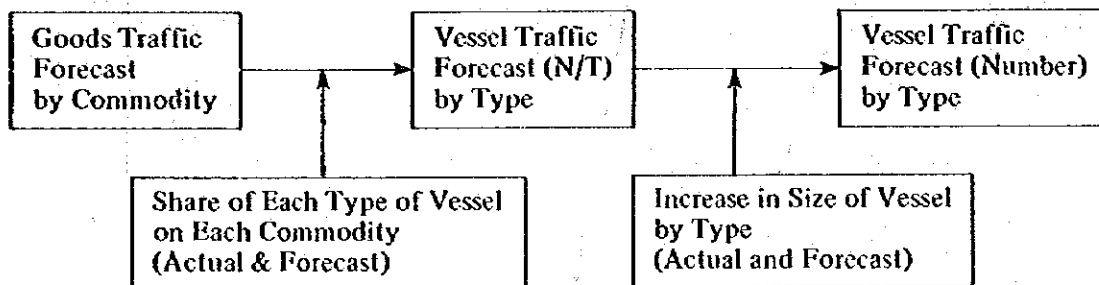 Goods Traffic
Forecast
by Commodity
Vessel Traffic
Forecast (N/T)
by Type
Vessel Traffic
Forecast (Number)
by Type
Share of Each Type of Vessel
on Each Commodity
(Actual & Forecast)
Increase in Size of Vessel
by Type
(Actual and Forecast)